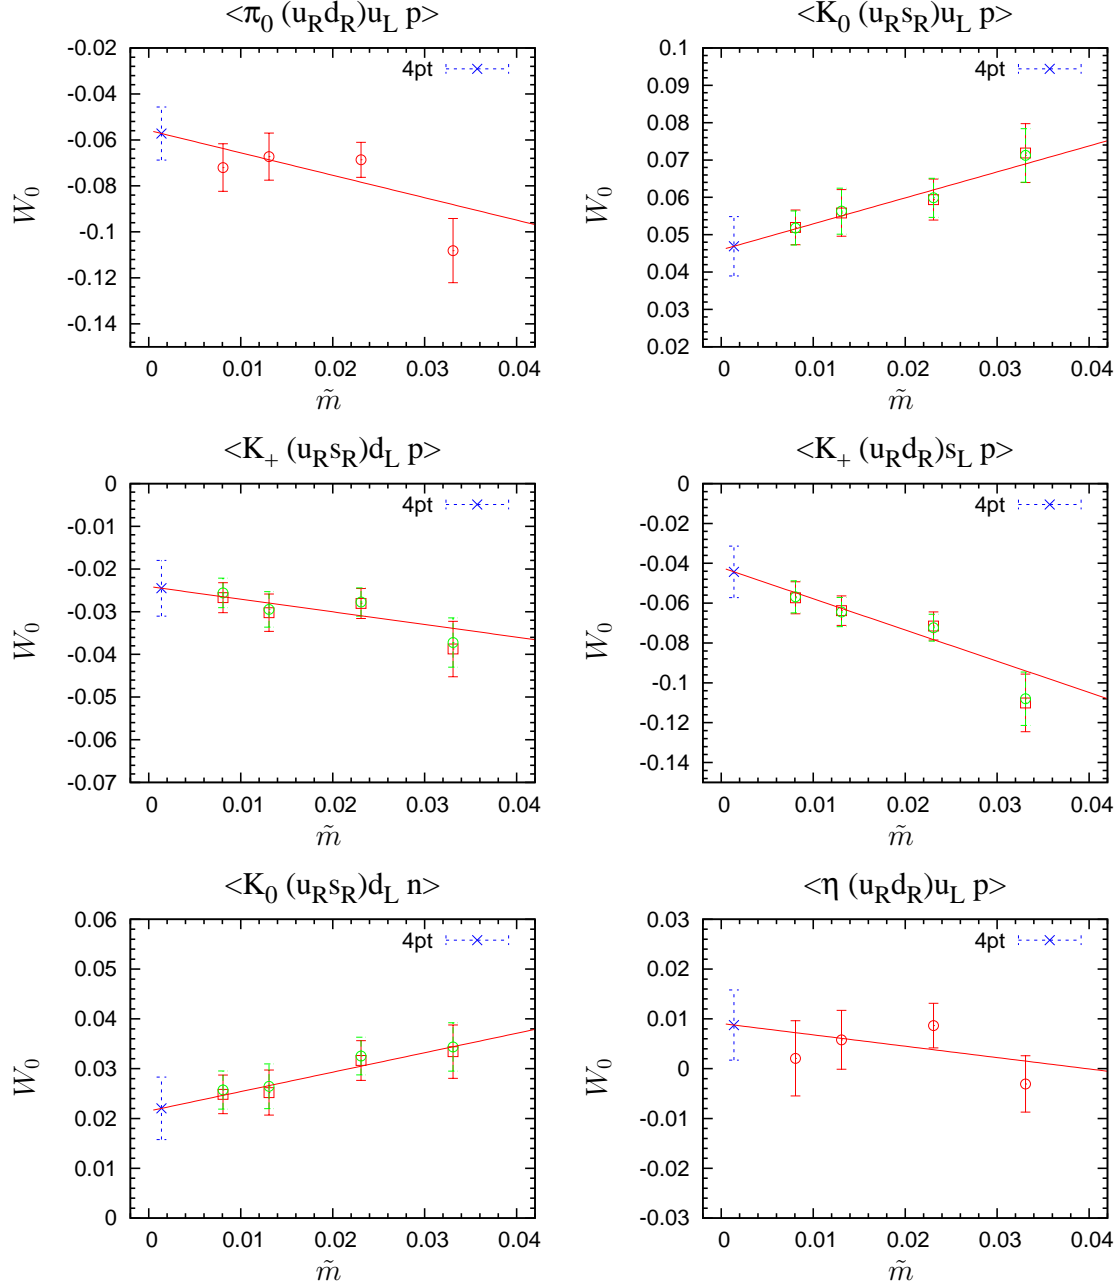 <π0 (uRdR)uL p>
-0.02
-0.04
-0.06
-0.08
-0.1
-0.12
-0.14
W0
0 0.01 0.02 0.03 0.04
m̃
4pt
<K0 (uRsR)uL p>
0.1
0.09
0.08
0.07
0.06
0.05
0.04
0.03
0.02
W0
0 0.01 0.02 0.03 0.04
m̃
4pt
<K+ (uRsR)dL p>
0
-0.01
-0.02
-0.03
-0.04
-0.05
-0.06
-0.07
W0
0 0.01 0.02 0.03 0.04
m̃
4pt
<K+ (uRdR)sL p>
0
-0.02
-0.04
-0.06
-0.08
-0.1
-0.12
-0.14
W0
0 0.01 0.02 0.03 0.04
m̃
4pt
<K0 (uRsR)dL n>
0.06
0.05
0.04
0.03
0.02
0.01
0
W0
0 0.01 0.02 0.03 0.04
m̃
4pt
<η (uRdR)uL p>
0.03
0.02
0.01
0
-0.01
-0.02
-0.03
W0
0 0.01 0.02 0.03 0.04
m̃
4pt